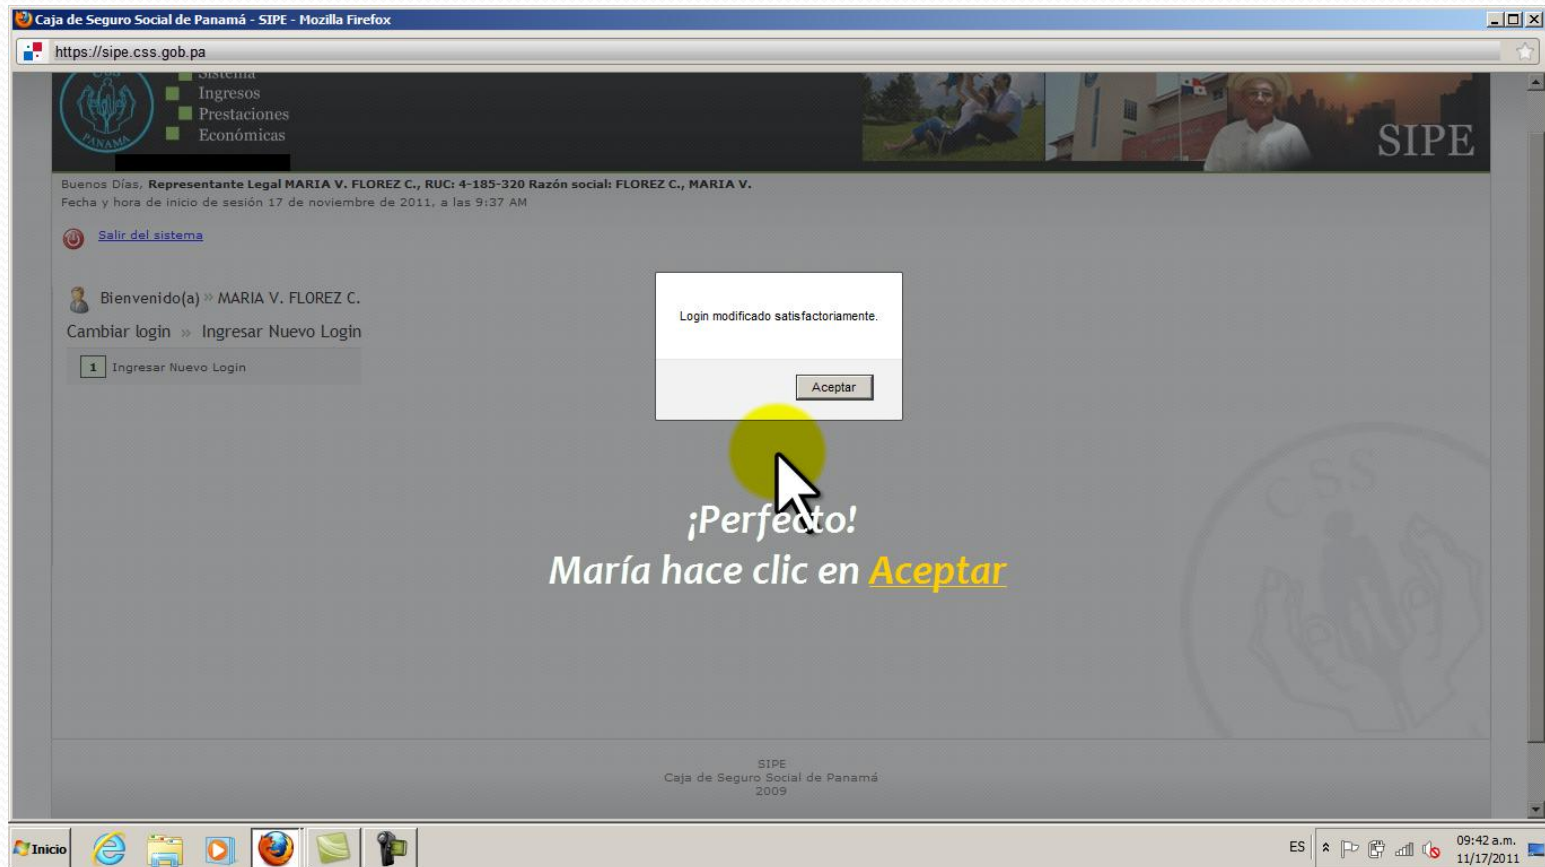 Caja de Seguro Social de Panamá - SIPE - Mozilla Firefox
https://sipe.css.gob.pa
CSS
PANAMA
Sistema
Ingresos
Prestaciones
Económicas
SIPE
Buenos Días, Representante Legal MARIA V. FLOREZ C., RUC: 4-185-320 Razón social: FLOREZ C., MARIA V.
Fecha y hora de inicio de sesión 17 de noviembre de 2011, a las 9:37 AM
Salir del sistema
Bienvenido(a) » MARIA V. FLOREZ C.
Cambiar login » Ingresar Nuevo Login
1 Ingresar Nuevo Login
Login modificado satisfactoriamente.
Aceptar
¡Perfecto!
María hace clic en Aceptar
CSS
SIPE
Caja de Seguro Social de Panamá
2009
Inicio
ES
09:42 a.m.
11/17/2011